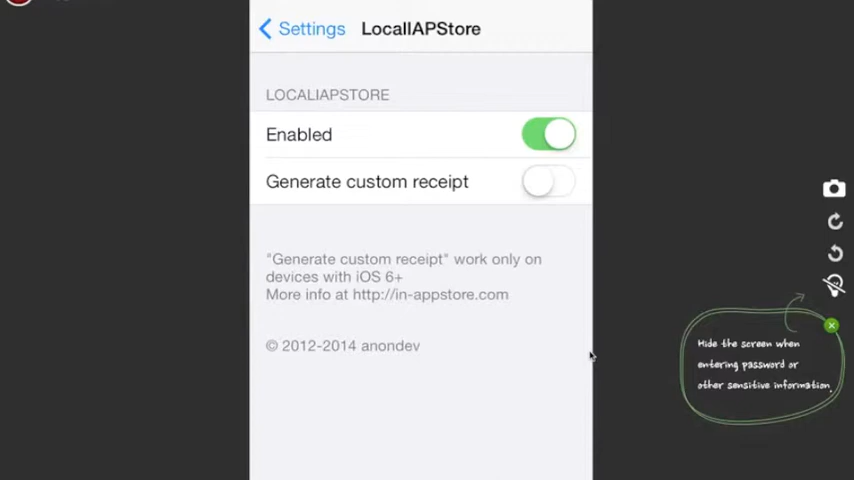 Settings
LocalIAPStore
LOCALIAPSTORE
Enabled
Generate custom receipt
"Generate custom receipt" work only on
devices with iOS 6+
More info at http://in-appstore.com
© 2012-2014 anondev
Hide the screen when
entering password or
other sensitive information.